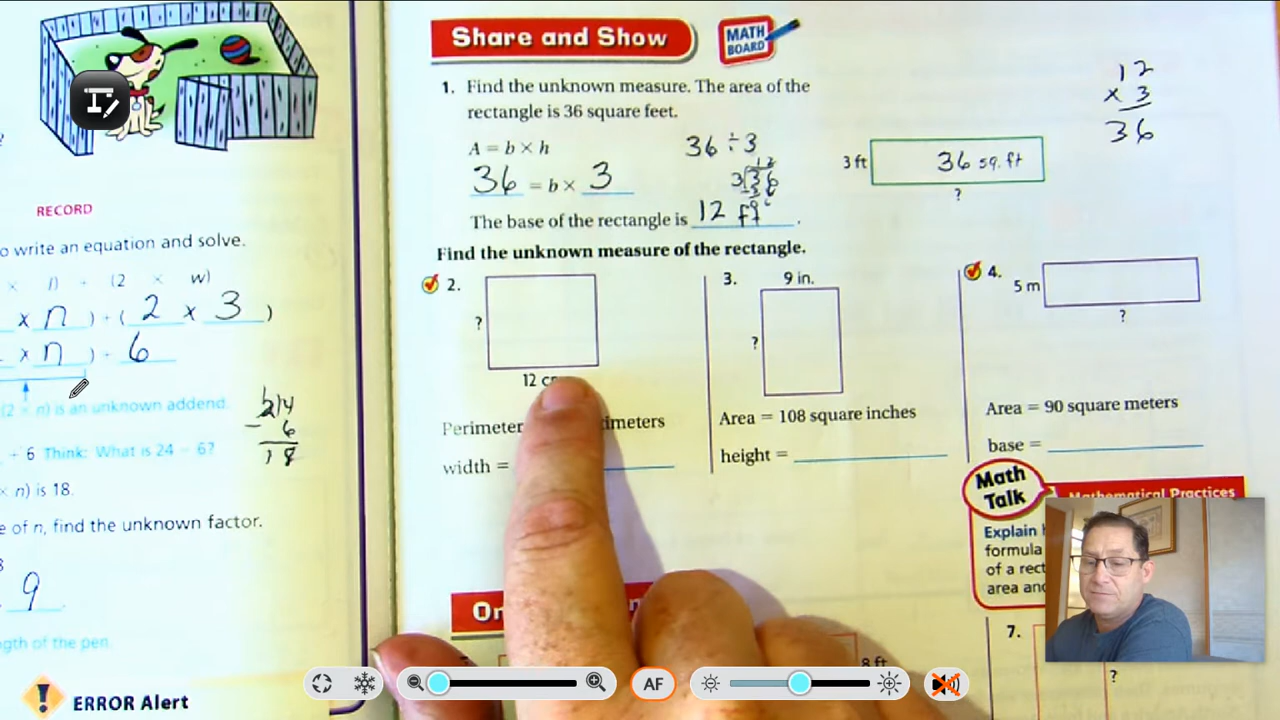 RECORD
o write an equation and solve.
× l) + (2 × w)
× n ) + ( 2 × 3 )
× n ) + 6
(2 × n) is an unknown addend.
24
- 6
18
+ 6 Think: What is 24 − 6?
× n) is 18.
e of n, find the unknown factor.
8
9
ngth of the pen.
! ERROR Alert
Share and Show
MATH
BOARD
1. Find the unknown measure. The area of the
rectangle is 36 square feet.
A = b × h
36 = b × 3
36 ÷ 3
12
3 36
The base of the rectangle is 12 ft.
3 ft 36 sq. ft
?
12
× 3
36
Find the unknown measure of the rectangle.
2.
?
12
Perimeter
width =
3. 9 in.
?
Area = 108 square inches
height =
4.
5 m
?
Area = 90 square meters
base =
Math
Talk
Mathematical Practices
Explain
formula
of a rect
area and
7.
8 ft
?
AF